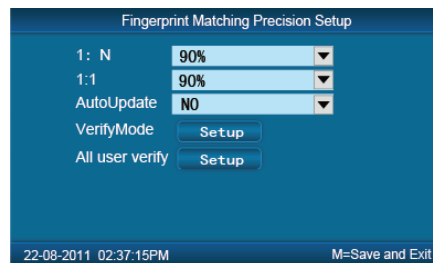 Fingerprint Matching Precision Setup
1: N 90%
1:1 90%
AutoUpdate NO
VerifyMode Setup
All user verify Setup
22-08-2011 02:37:15PM M=Save and Exit